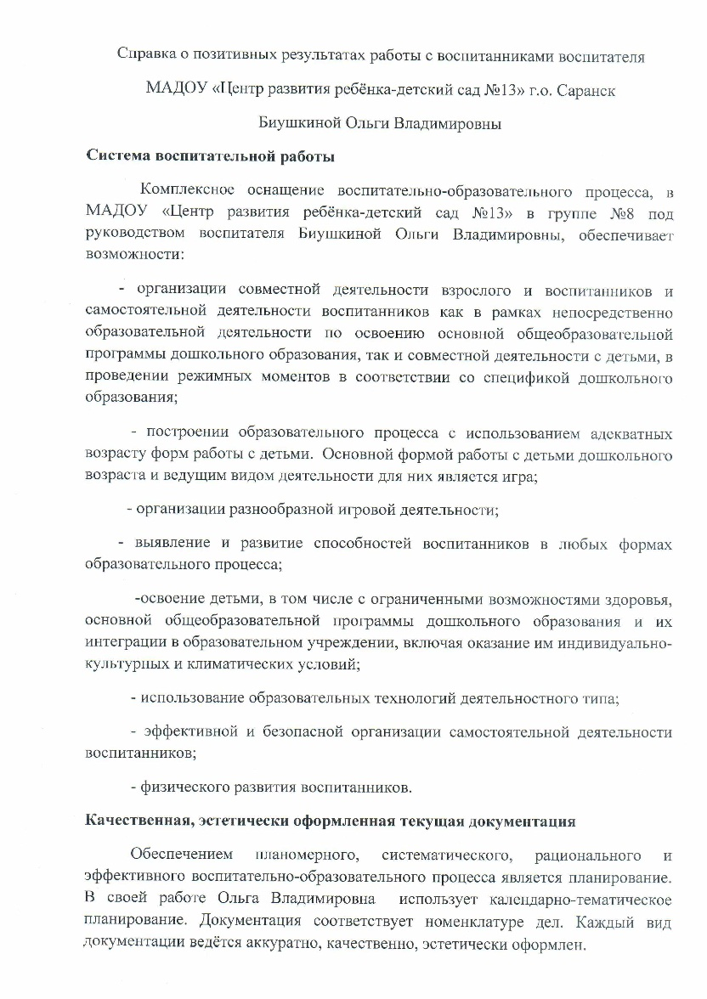 Справка о позитивных результатах работы с воспитанниками воспитателя
МАДОУ «Центр развития ребёнка-детский сад №13» г.о. Саранск
Биушкиной Ольги Владимировны
Система воспитательной работы
Комплексное оснащение воспитательно-образовательного процесса, в
МАДОУ «Центр развития ребёнка-детский сад №13» в группе №8 под
руководством воспитателя Биушкиной Ольги Владимировны, обеспечивает
возможности:
- организации совместной деятельности взрослого и воспитанников и
самостоятельной деятельности воспитанников как в рамках непосредственно
образовательной деятельности по освоению основной общеобразовательной
программы дошкольного образования, так и совместной деятельности с детьми, в
проведении режимных моментов в соответствии со спецификой дошкольного
образования;
- построении образовательного процесса с использованием адекватных
возрасту форм работы с детьми. Основной формой работы с детьми дошкольного
возраста и ведущим видом деятельности для них является игра;
- организации разнообразной игровой деятельности;
- выявление и развитие способностей воспитанников в любых формах
образовательного процесса;
-освоение детьми, в том числе с ограниченными возможностями здоровья,
основной общеобразовательной программы дошкольного образования и их
интеграции в образовательном учреждении, включая оказание им индивидуально-
культурных и климатических условий;
- использование образовательных технологий деятельностного типа;
- эффективной и безопасной организации самостоятельной деятельности
воспитанников;
- физического развития воспитанников.
Качественная, эстетически оформленная текущая документация
Обеспечением планомерного, систематического, рационального и
эффективного воспитательно-образовательного процесса является планирование.
В своей работе Ольга Владимировна использует календарно-тематическое
планирование. Документация соответствует номенклатуре дел. Каждый вид
документации ведётся аккуратно, качественно, эстетически оформлен.